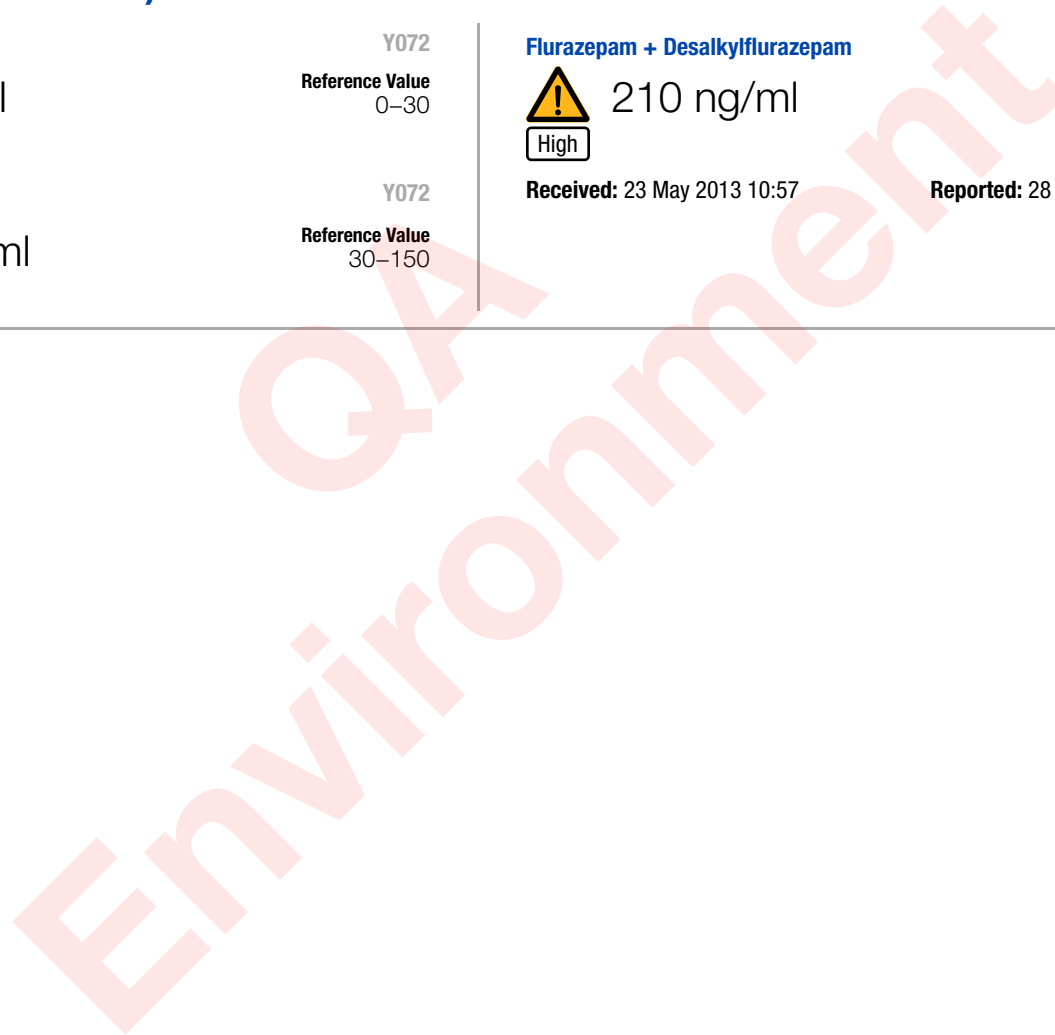 Y072
Reference Value
0–30
Y072
Reference Value
30–150
Flurazepam + Desalkylflurazepam
210 ng/ml
High
Received: 23 May 2013 10:57 Reported: 28
QA
Environment